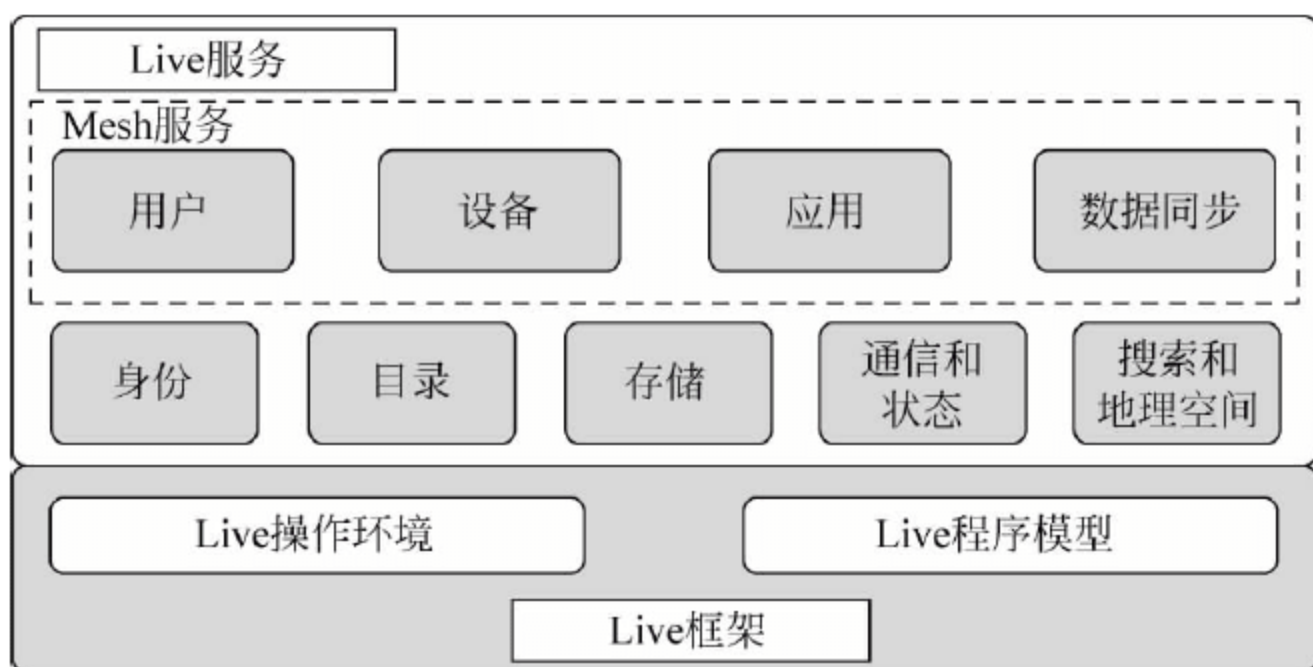 Live服务
Mesh服务
用户
设备
应用
数据同步
身份
目录
存储
通信和
状态
搜索和
地理空间
Live操作环境
Live程序模型
Live框架